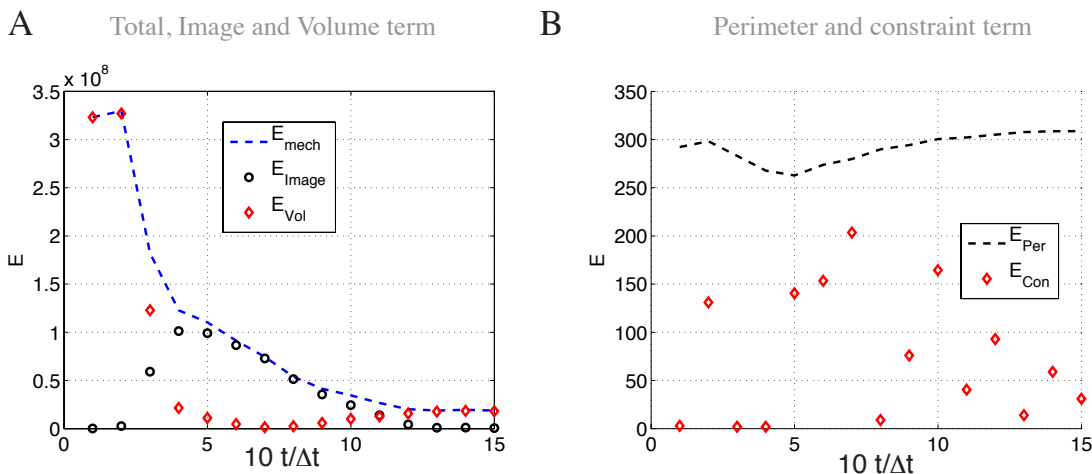 A
Total, Image and Volume term
B
Perimeter and constraint term
x 10^8
3.5
3
2.5
2
1.5
1
0.5
0
E
0
5
10
15
10 t/Δt
E_mech
E_Image
E_Vol
350
300
250
200
150
100
50
0
E
0
5
10
15
10 t/Δt
E_Per
E_Con